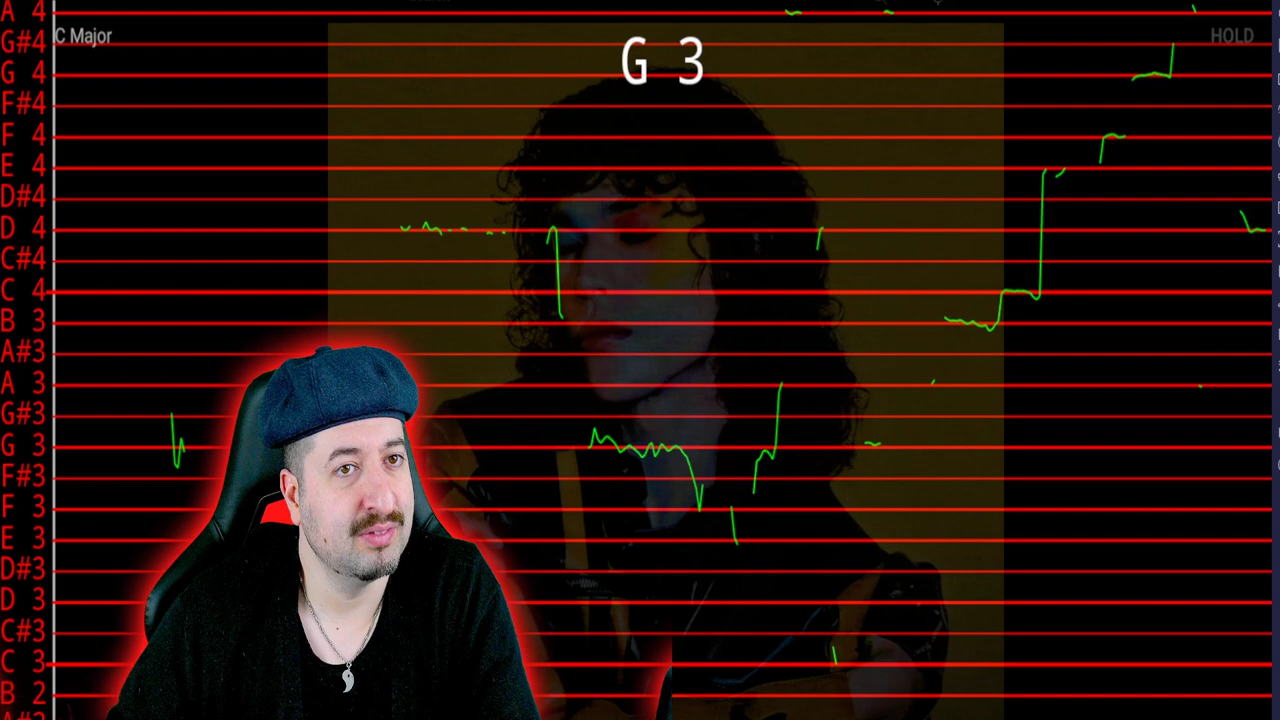 A 4
G#4
C Major
G 3
HOLD
G 4
F#4
F 4
E 4
D#4
D 4
C#4
C 4
B 3
A#3
A 3
G#3
G 3
F#3
F 3
E 3
D#3
D 3
C#3
C 3
B 2